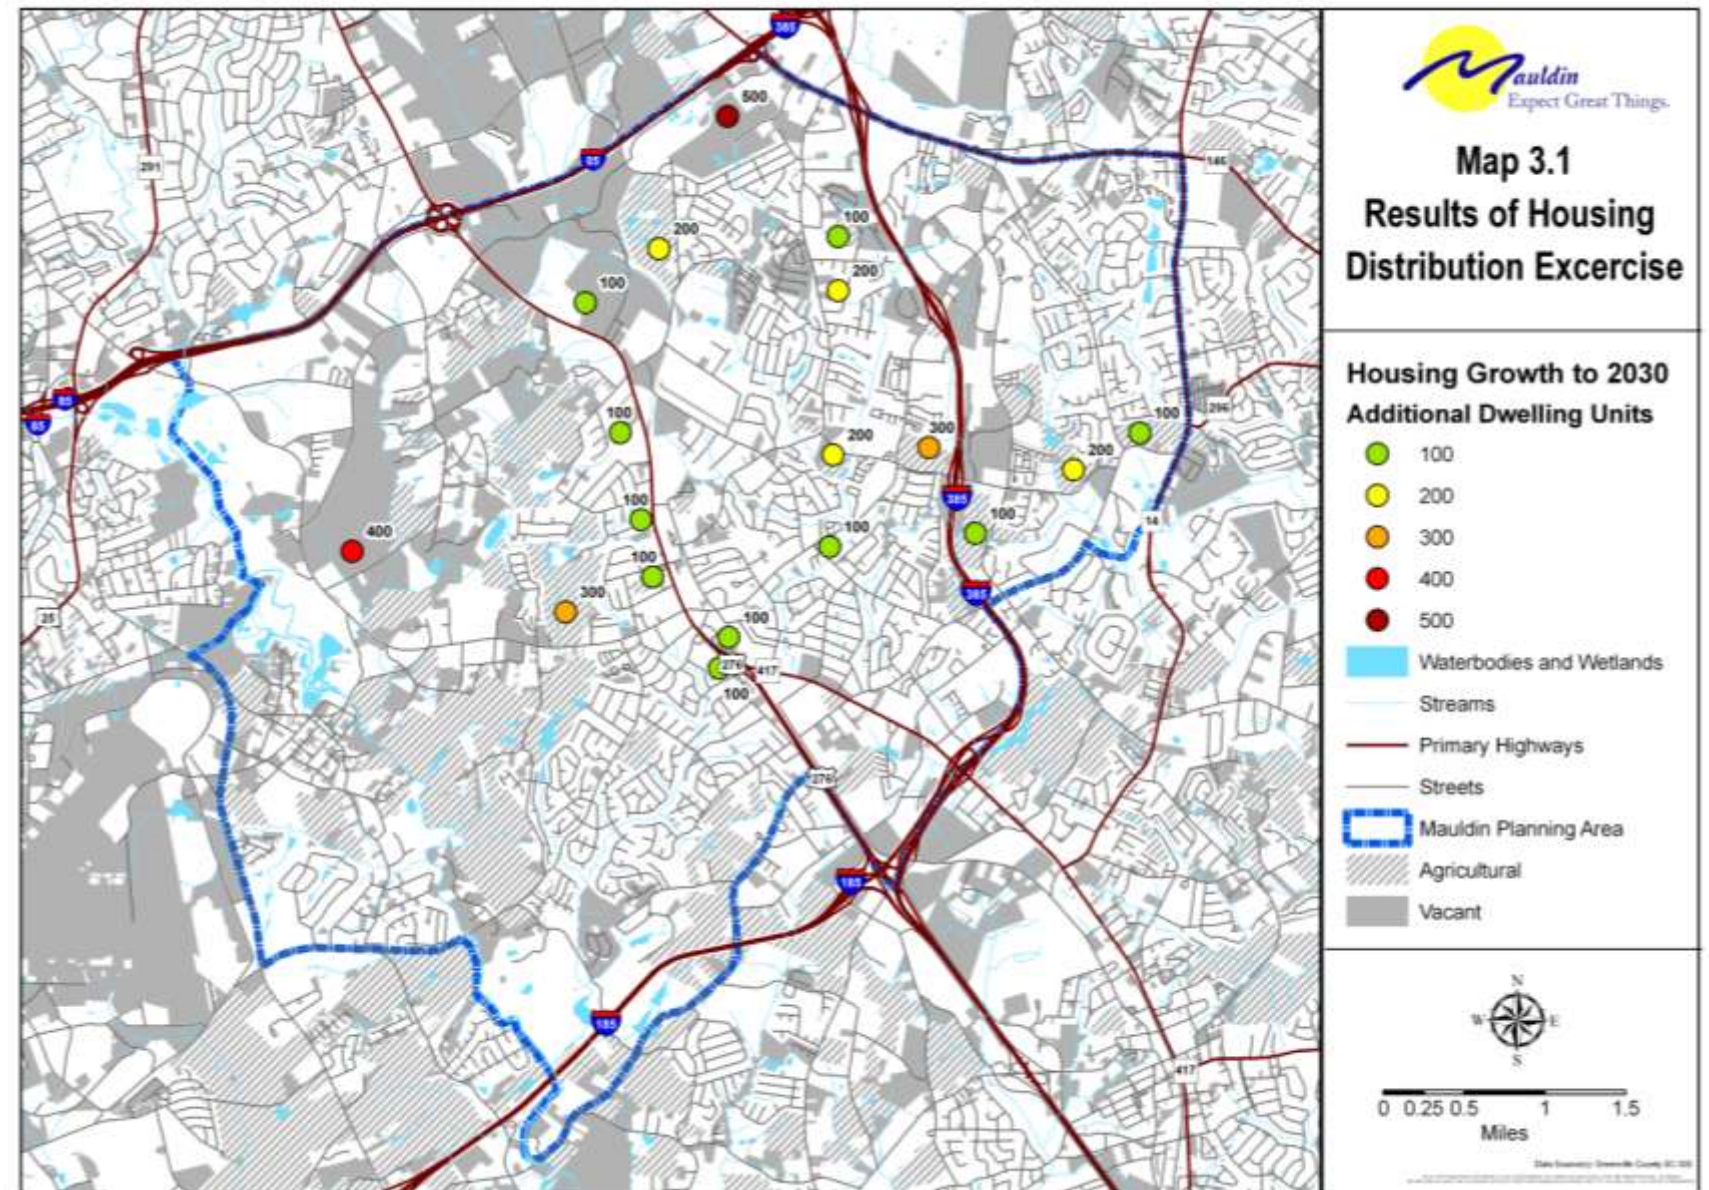 385
500
85
291
146
100
200
200
100
85
85
296
100
100
200
300
200
385
100
100
100
14
400
100
300
385
25
100
276
417
100
276
185
185
417
Mauldin
Expect Great Things.
Map 3.1
Results of Housing
Distribution Excercise
Housing Growth to 2030
Additional Dwelling Units
100
200
300
400
500
Waterbodies and Wetlands
Streams
Primary Highways
Streets
Mauldin Planning Area
Agricultural
Vacant
N
W E
S
0 0.25 0.5 1 1.5
Miles